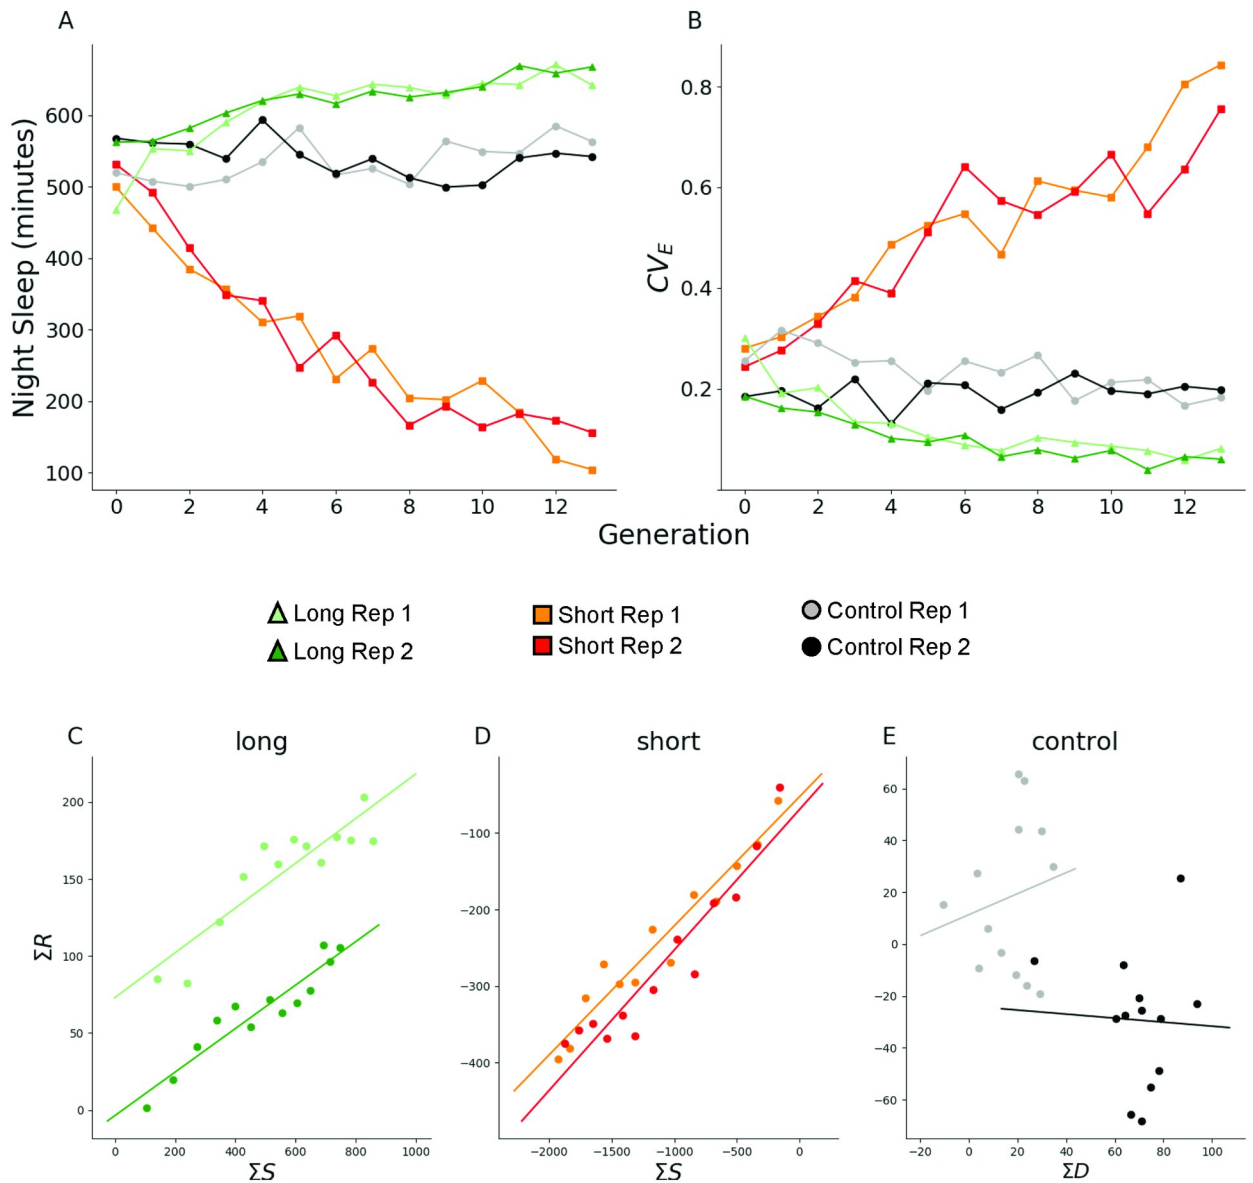 A
B
Night Sleep (minutes)
600
500
400
300
200
100
0 2 4 6 8 10 12
CV_E
0.8
0.6
0.4
0.2
0 2 4 6 8 10 12
Generation
Long Rep 1
Short Rep 1
Control Rep 1
Long Rep 2
Short Rep 2
Control Rep 2
C
long
ΣR
200
150
100
50
0
0 200 400 600 800 1000
ΣS
D
short
−100
−200
−300
−400
−2000 −1500 −1000 −500 0
ΣS
E
control
60
40
20
0
−20
−40
−60
−20 0 20 40 60 80 100
ΣD